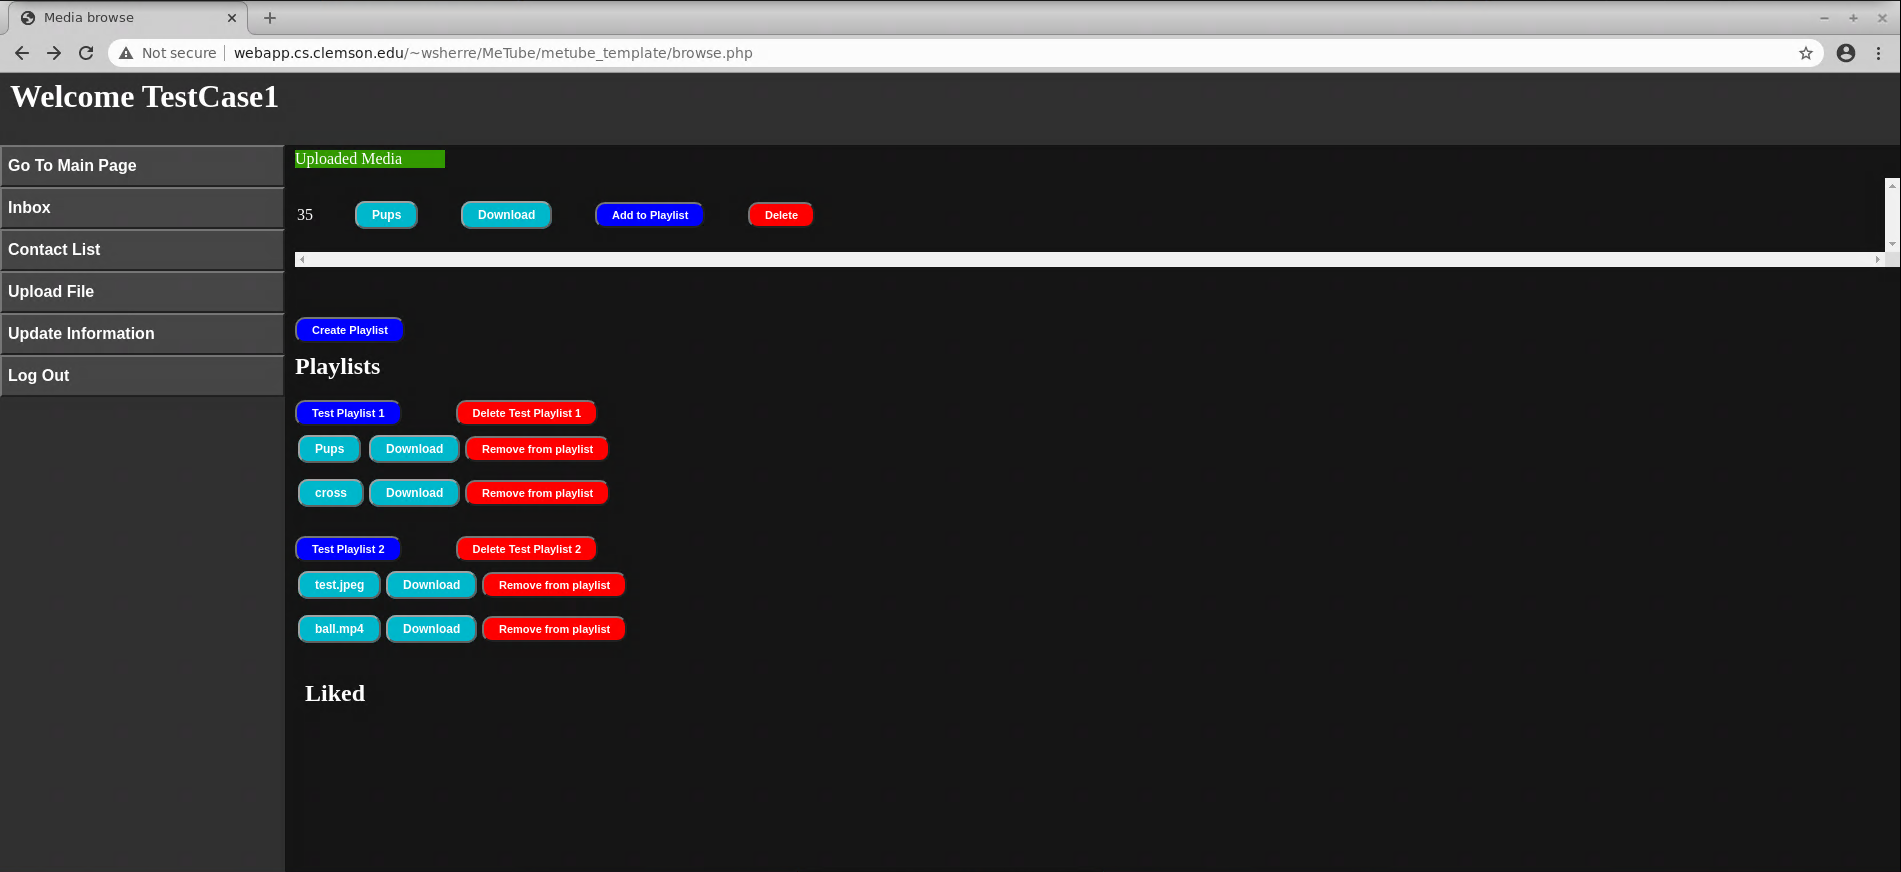 Media browse
Not secure webapp.cs.clemson.edu/~wsherre/MeTube/metube_template/browse.php
Welcome TestCase1
Go To Main Page
Inbox
Contact List
Upload File
Update Information
Log Out
Uploaded Media
35 Pups Download Add to Playlist Delete
Create Playlist
Playlists
Test Playlist 1 Delete Test Playlist 1
Pups Download Remove from playlist
cross Download Remove from playlist
Test Playlist 2 Delete Test Playlist 2
test.jpeg Download Remove from playlist
ball.mp4 Download Remove from playlist
Liked